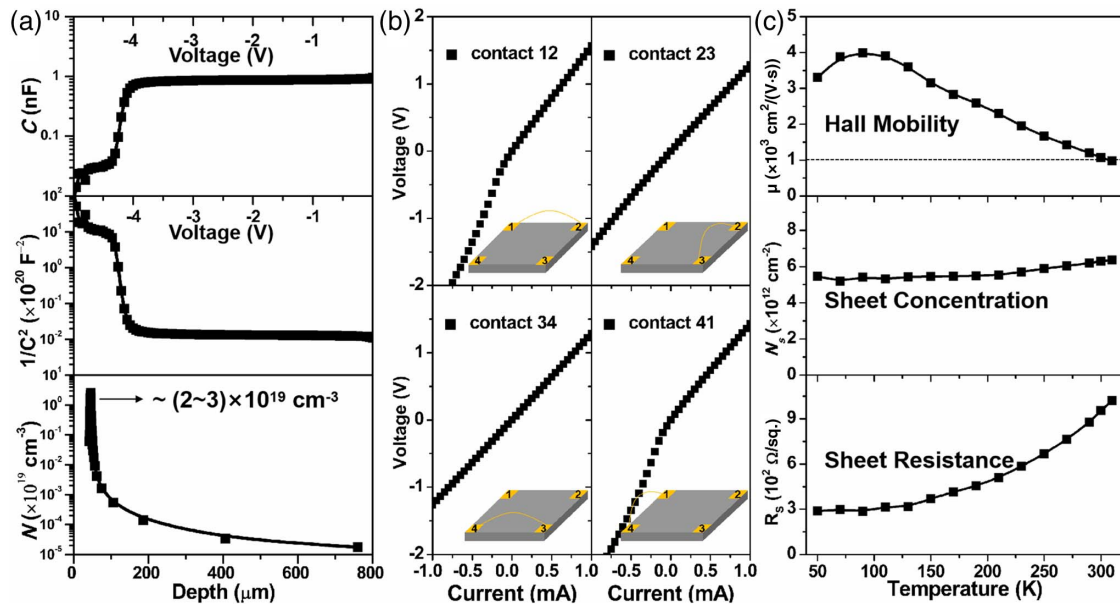 (a)
-4 -3 -2 -1
Voltage (V)
C (nF)
10
1
0.1
0.01
10²
10¹
10⁰
10⁻¹
10⁻²
10⁻³
-4 -3 -2 -1
Voltage (V)
1/C² (×10²⁰ F⁻²)
~ (2~3)×10¹⁹ cm⁻³
N (×10¹⁹ cm⁻³)
10⁰
10⁻¹
10⁻²
10⁻³
10⁻⁴
10⁻⁵
0 200 400 600 800
Depth (μm)
(b)
contact 12
contact 23
Voltage (V)
2
1
0
-1
-2
1 2
4 3
1 2
4 3
contact 34
contact 41
Voltage (V)
1
0
-1
-2
1 2
4 3
1 2
4 3
-1.0 -0.5 0.0 0.5 1.0
-0.5 0.0 0.5 1.0
Current (mA)
Current (mA)
(c)
μ (×10³ cm²/(V·s)
5
4
3
2
1
0
Hall Mobility
Nₛ (×10¹² cm⁻²)
8
6
4
2
0
Sheet Concentration
Rₛ (10² Ω/sq.)
9
6
3
0
Sheet Resistance
50 100 150 200 250 300
Temperature (K)